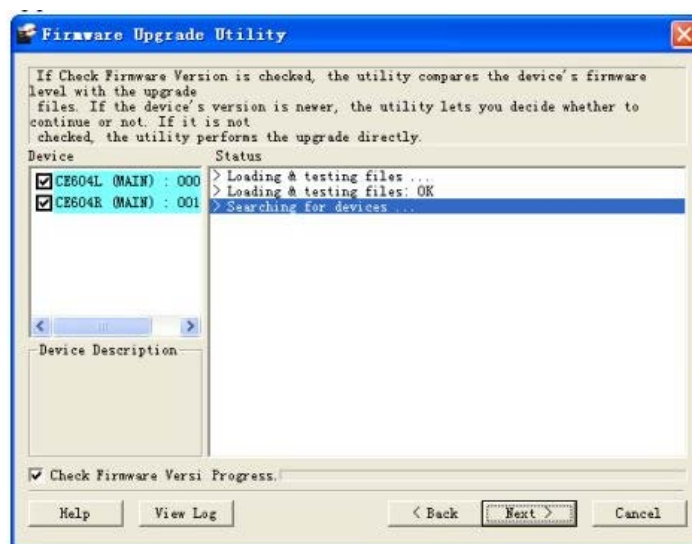 Firmware Upgrade Utility
If Check Firmware Version is checked, the utility compares the device's firmware
level with the upgrade
files. If the device's version is newer, the utility lets you decide whether to
continue or not. If it is
not
checked, the utility performs the upgrade directly.
Device
Status
CE604L (MAIN) : 000
CE604R (MAIN) : 001
> Loading & testing files ...
> Loading & testing files: OK
> Searching for devices ...
Device Description
Check Firmware Versi Progress.
Help
View Log
< Back
Next >
Cancel